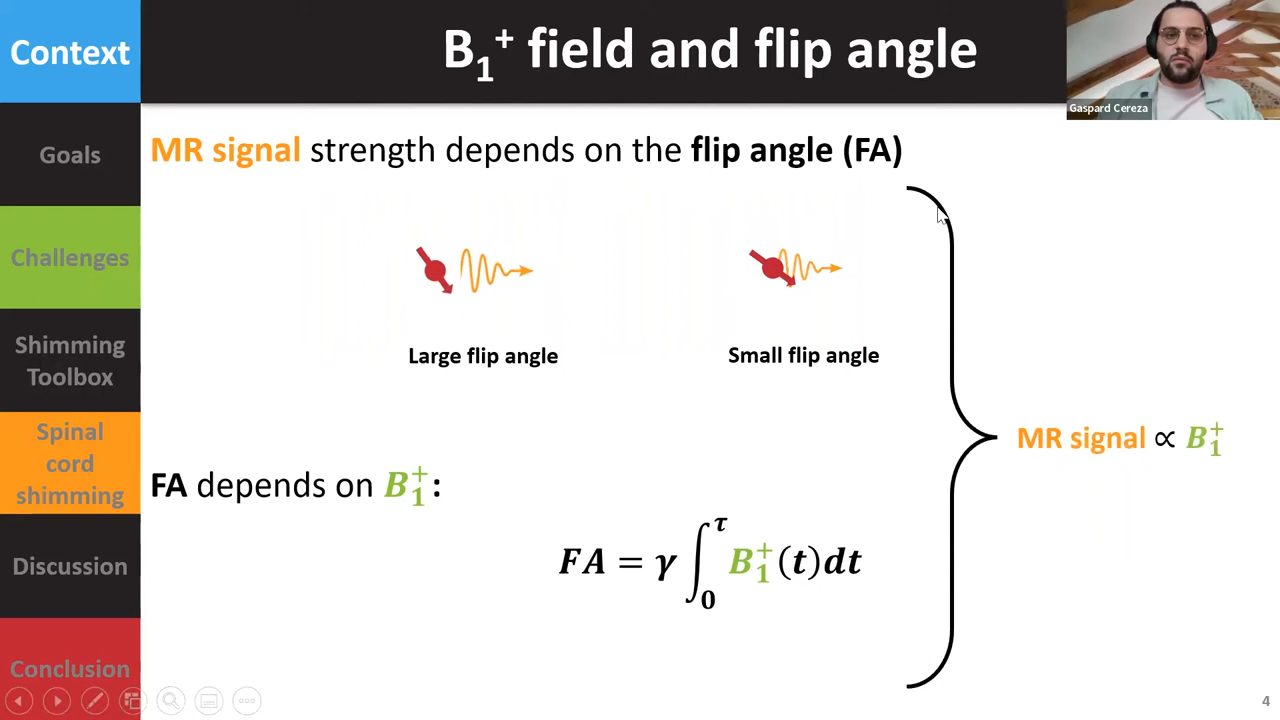 Context
B₁⁺ field and flip angle
Gaspard Cereza
Goals
Challenges
Shimming
Toolbox
Spinal
cord
shimming
Discussion
Conclusion
MR signal strength depends on the flip angle (FA)
Large flip angle
Small flip angle
FA depends on B₁⁺:
FA = γ ∫₀^τ B₁⁺(t)dt
MR signal ∝ B₁⁺
4